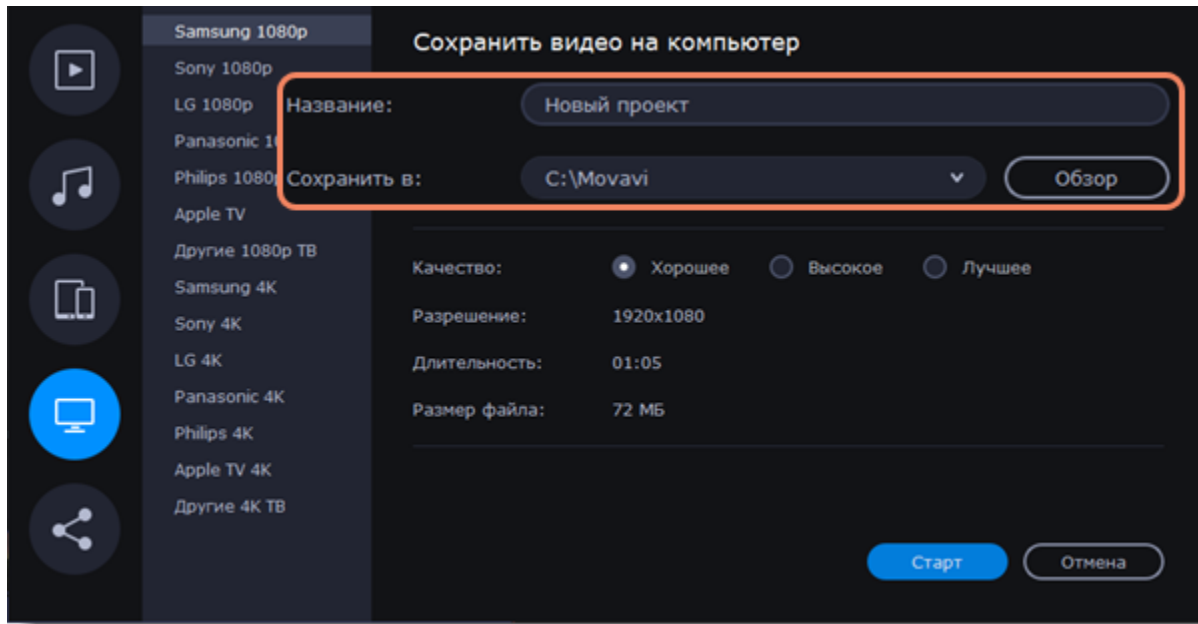 Samsung 1080p
Sony 1080p
LG 1080p
Panasonic
Philips 1080p
Apple TV
Другие 1080p ТВ
Samsung 4K
Sony 4K
LG 4K
Panasonic 4K
Philips 4K
Apple TV 4K
Другие 4K ТВ
Сохранить видео на компьютер
Название: Новый проект
Сохранить в: C:\Movavi Обзор
Качество: Хорошее Высокое Лучшее
Разрешение: 1920x1080
Длительность: 01:05
Размер файла: 72 МБ
Старт Отмена